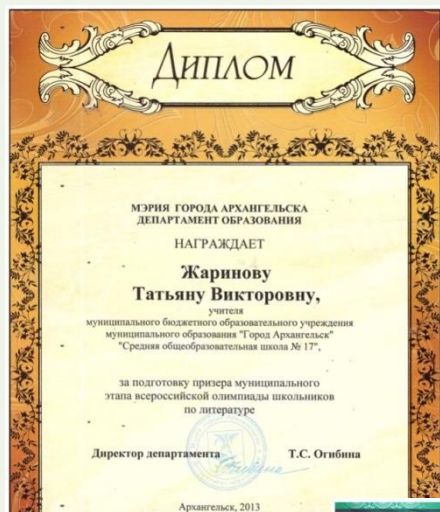 ДИПЛОМ
МЭРИЯ ГОРОДА АРХАНГЕЛЬСКА
ДЕПАРТАМЕНТ ОБРАЗОВАНИЯ
НАГРАЖДАЕТ
Жаринову
Татьяну Викторовну,
учителя
муниципального бюджетного образовательного учреждения
муниципального образования "Город Архангельск"
"Средняя общеобразовательная школа № 17",
за подготовку призера муниципального
этапа всероссийской олимпиады школьников
по литературе
Директор департамента Т.С. Огибина
Архангельск, 2013